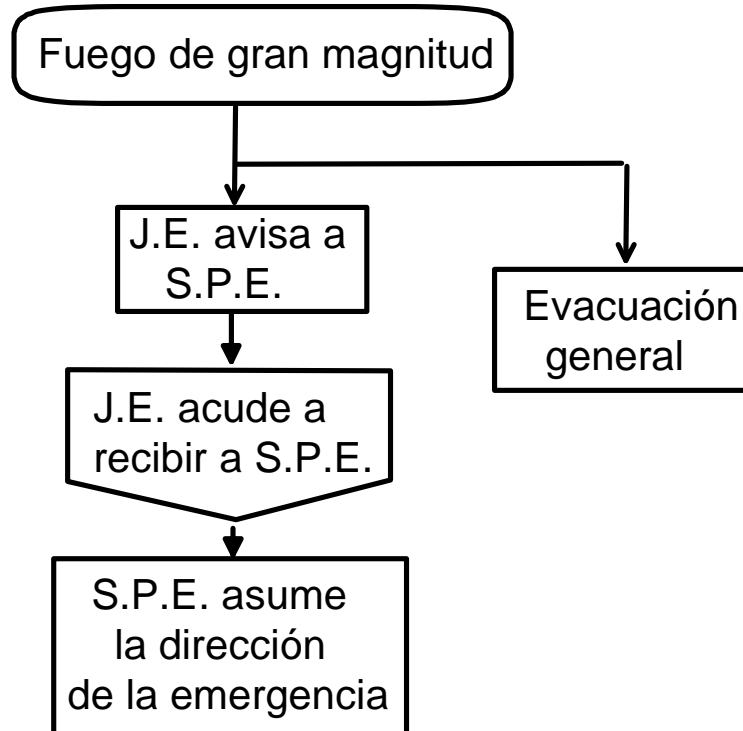 Fuego de gran magnitud
J.E. avisa a
S.P.E.
Evacuación
general
J.E. acude a
recibir a S.P.E.
S.P.E. asume
la dirección
de la emergencia